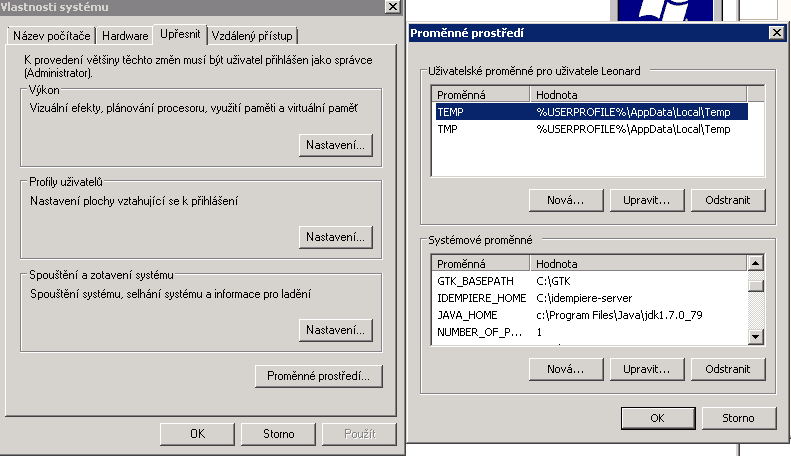 Vlastnosti systému
Název počítače
Hardware
Upřesnit
Vzdálený přístup
K provedení většiny těchto změn musí být uživatel přihlášen jako správce
(Administrator).
Výkon
Vizuální efekty, plánování procesoru, využití paměti a virtuální paměť
Nastavení...
Profily uživatelů
Nastavení plochy vztahující se k přihlášení
Nastavení...
Spouštění a zotavení systému
Spouštění systému, selhání systému a informace pro ladění
Nastavení...
Proměnné prostředí...
OK
Storno
Použít
Proměnné prostředí
Uživatelské proměnné pro uživatele Leonard
Proměnná Hodnota
TEMP %USERPROFILE%\AppData\Local\Temp
TMP %USERPROFILE%\AppData\Local\Temp
Nová...
Upravit...
Odstranit
Systémové proměnné
Proměnná Hodnota
GTK_BASEPATH C:\GTK
IDEMPIERE_HOME C:\idempiere-server
JAVA_HOME c:\Program Files\Java\jdk1.7.0_79
NUMBER_OF_P... 1
Nová...
Upravit...
Odstranit
OK
Storno